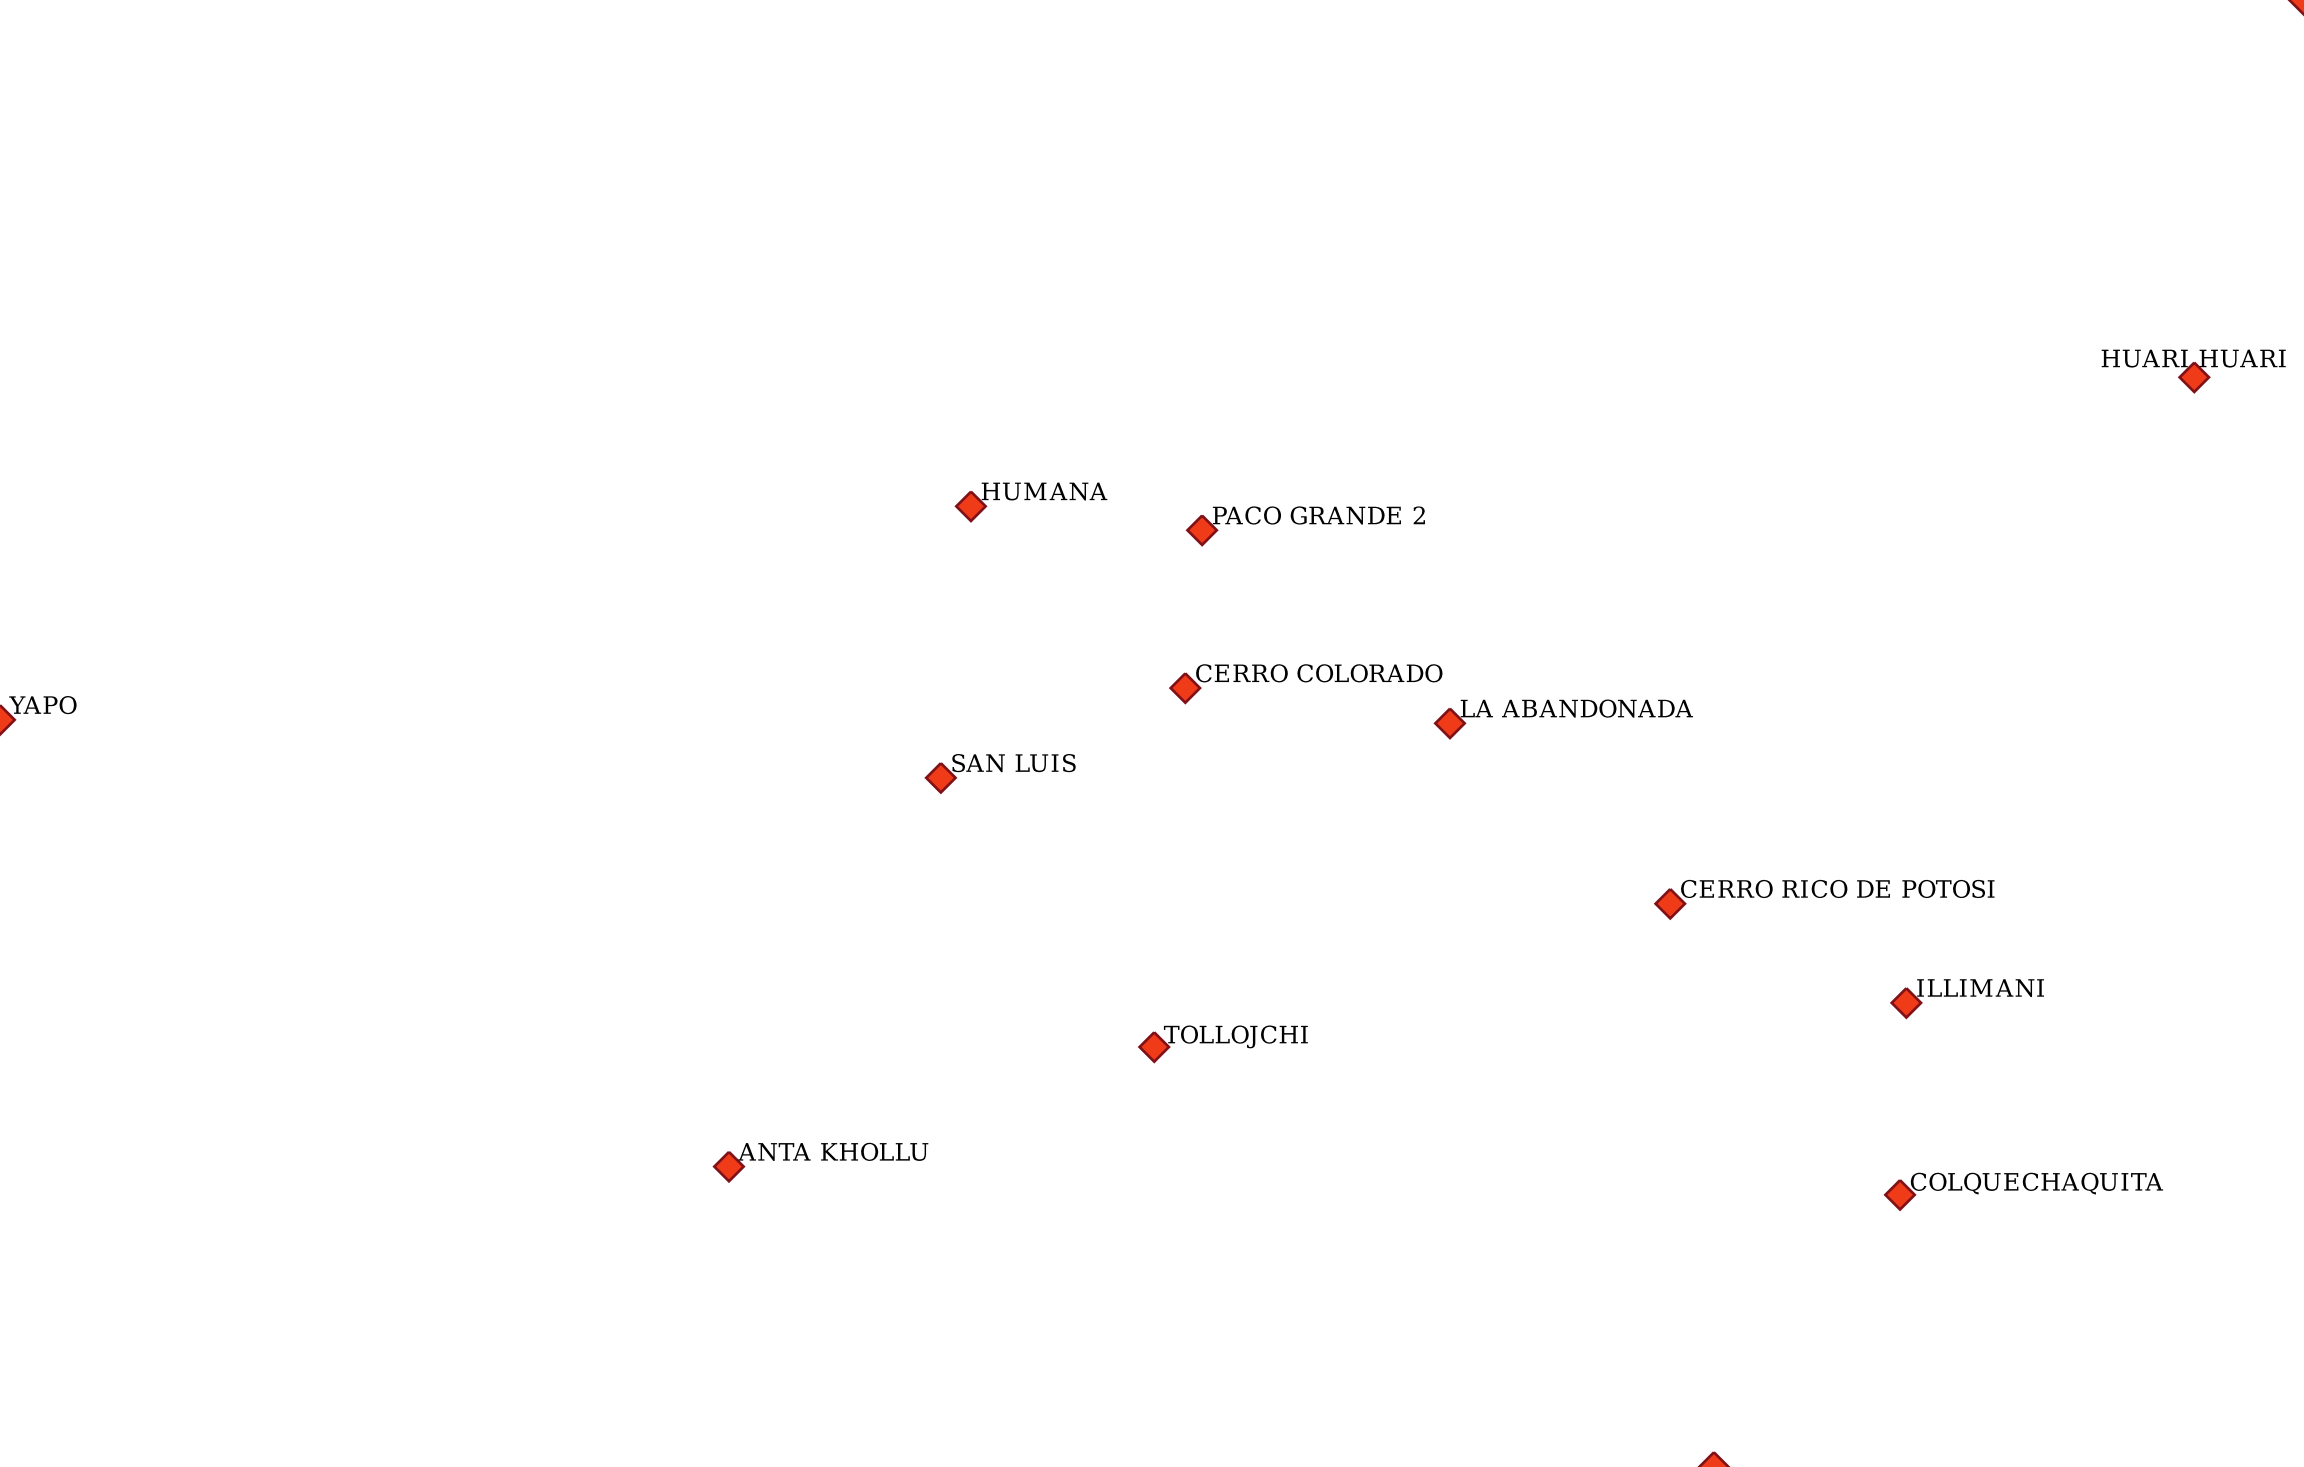 HUARI HUARI
HUMANA
PACO GRANDE 2
CERRO COLORADO
YAPO
LA ABANDONADA
SAN LUIS
CERRO RICO DE POTOSI
ILLIMANI
TOLLOJCHI
ANTA KHOLLU
COLQUECHAQUITA